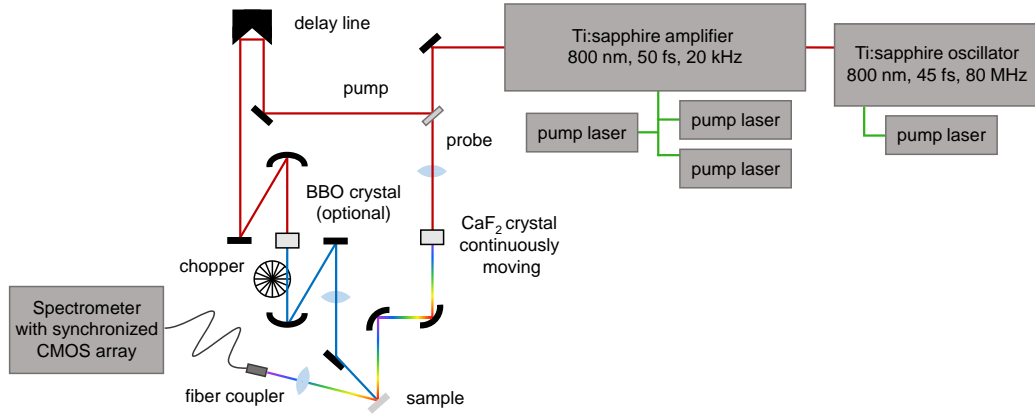 delay line
Ti:sapphire amplifier
800 nm, 50 fs, 20 kHz
Ti:sapphire oscillator
800 nm, 45 fs, 80 MHz
pump
pump laser
pump laser
pump laser
pump laser
probe
BBO crystal
(optional)
CaF₂ crystal
continuously
moving
chopper
Spectrometer
with synchronized
CMOS array
fiber coupler
sample